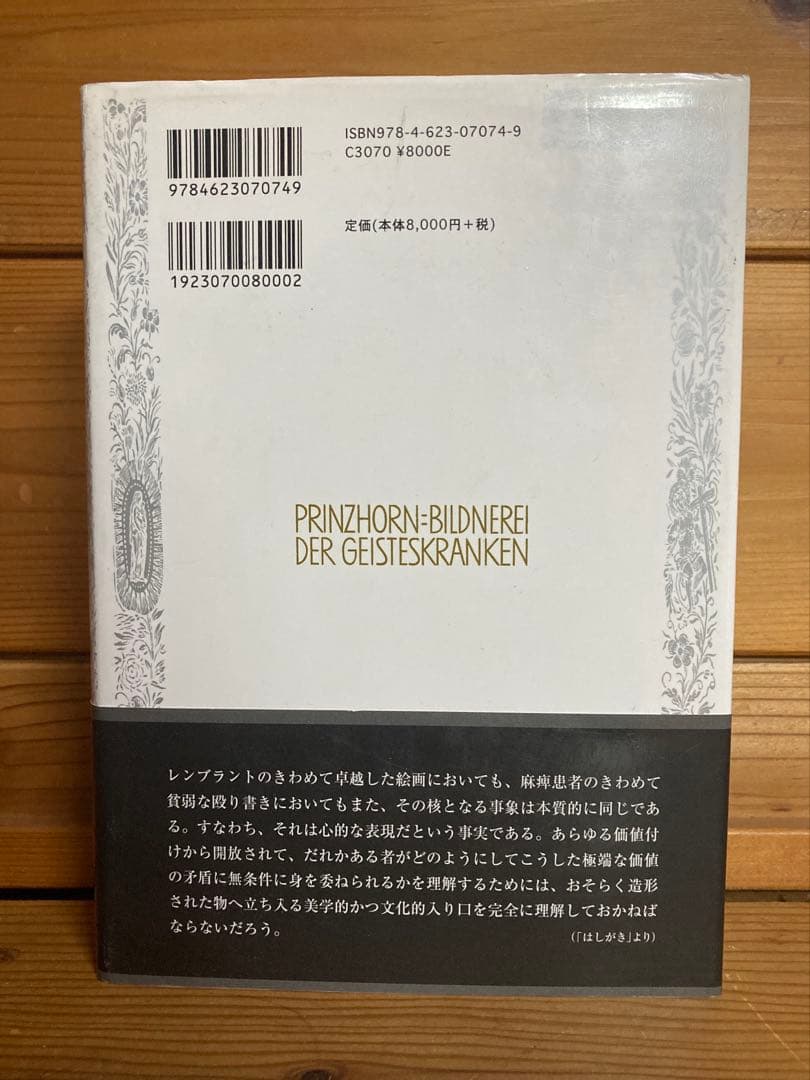 ISBN978-4-623-07074-9
C3070 ¥8000E
9784623070749
定価(本体8,000円+税)
1923070080002
PRINZHORN=BILDNEREI
DER GEISTESKRANKEN
レンブラントのきわめて卓越した絵画においても、麻痺患者のきわめて
貧弱な殴り書きにおいてもまた、その核となる事象は本質的に同じであ
る。すなわち、それは心的な表現だという事実である。あらゆる価値付
けから開放されて、だれかある者がどのようにしてこうした極端な価値
の矛盾に無条件に身を委ねられるかを理解するためには、おそらく造形
された物へ立ち入る美学的かつ文化的入り口を完全に理解しておかねば
ならないだろう。
(「はしがき」より)